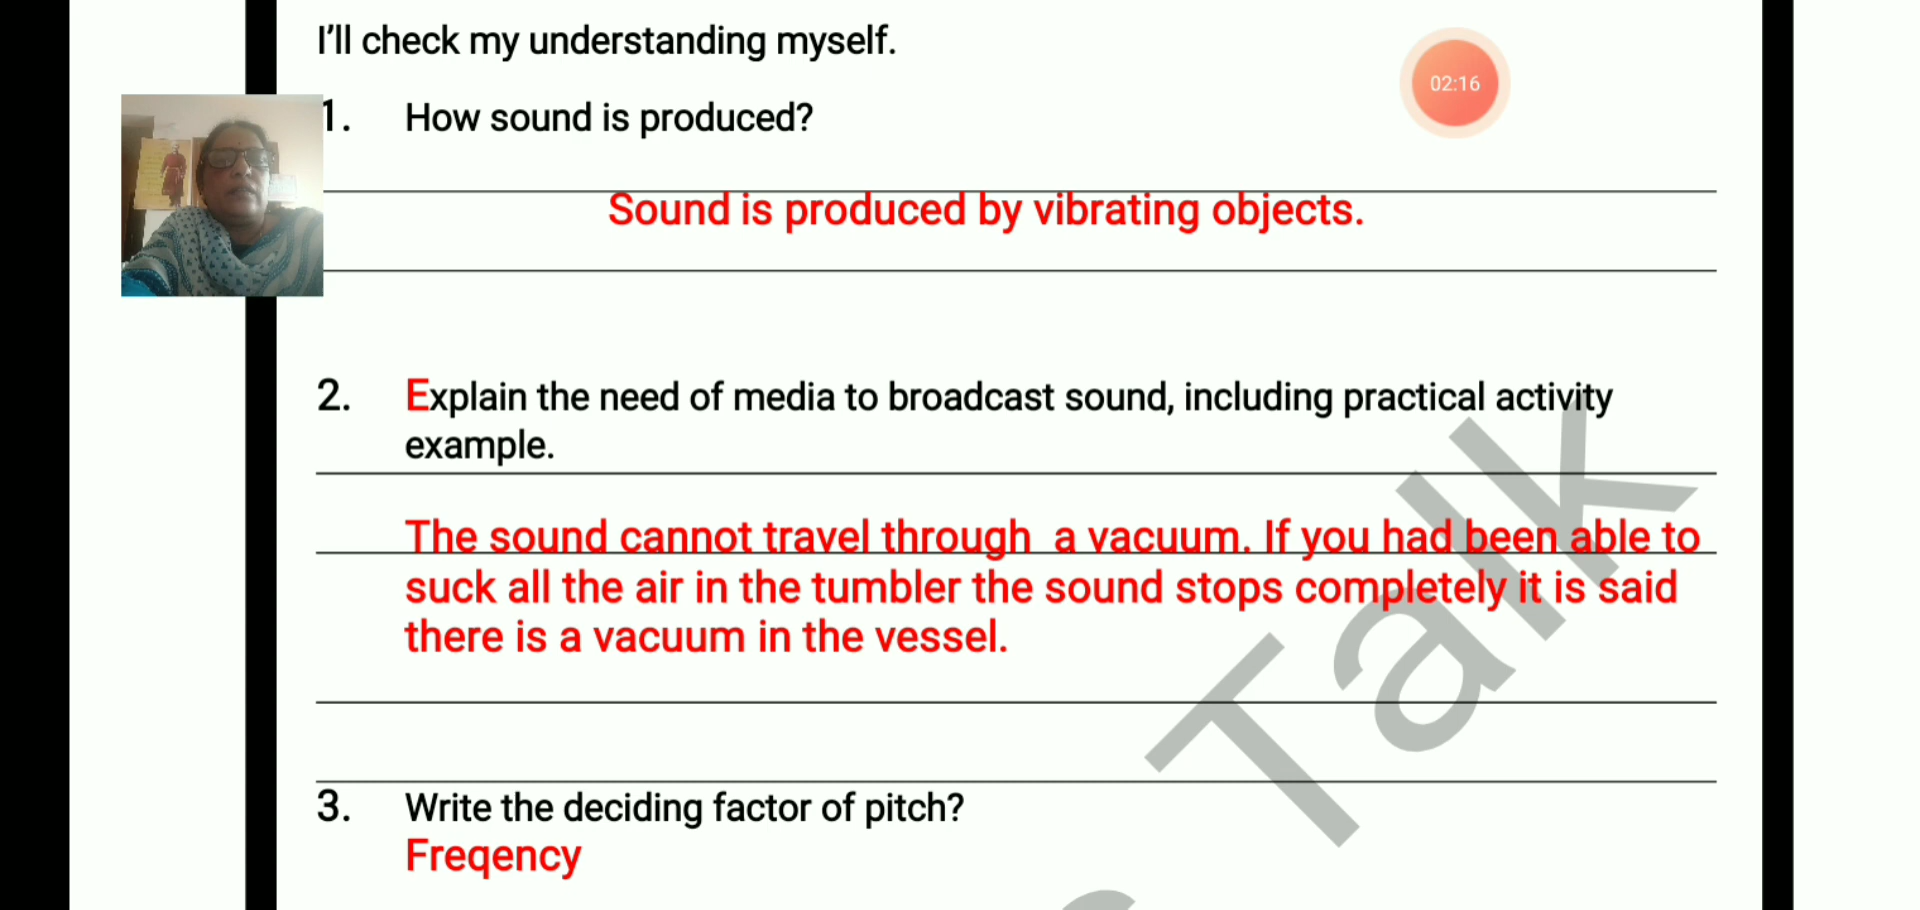 I'll check my understanding myself.
02:16
1. How sound is produced?
Sound is produced by vibrating objects.
2. Explain the need of media to broadcast sound, including practical activity
example.
The sound cannot travel through a vacuum. If you had been able to
suck all the air in the tumbler the sound stops completely it is said
there is a vacuum in the vessel.
3. Write the deciding factor of pitch?
Freqency
Talk